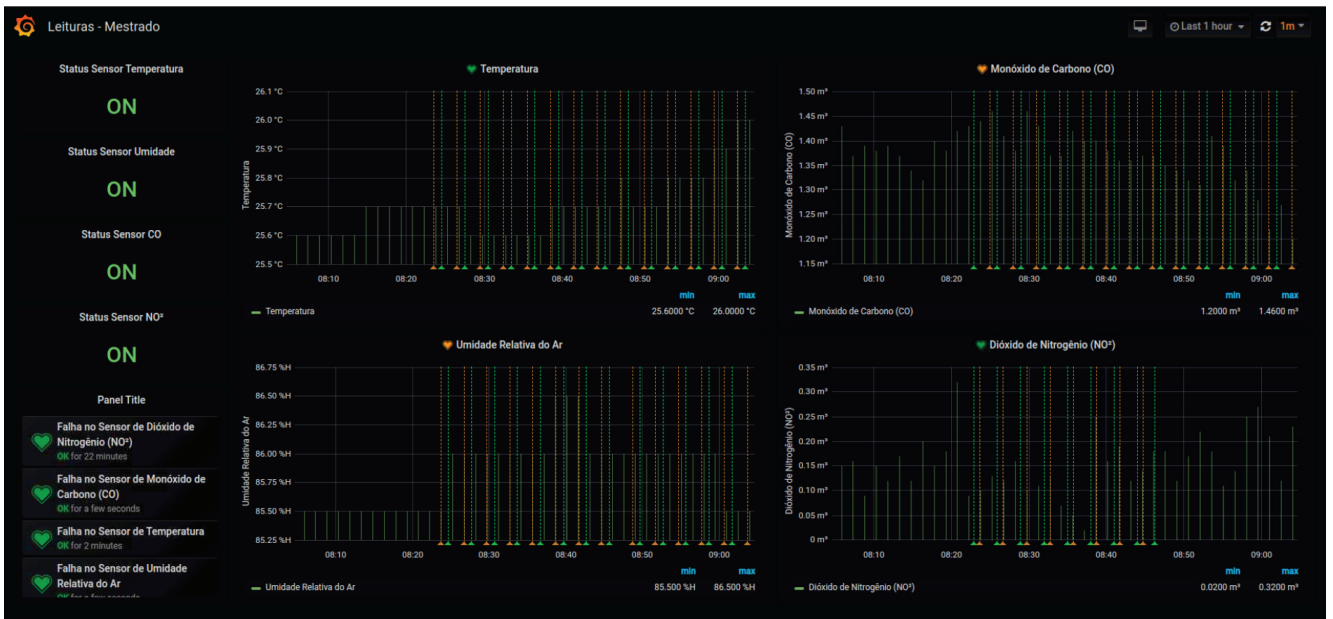 Leituras - Mestrado
Last 1 hour
1m
Status Sensor Temperatura
ON
Status Sensor Umidade
ON
Status Sensor CO
ON
Status Sensor NO²
ON
Panel Title
Falha no Sensor de Dióxido de
Nitrogênio (NO²)
OK for 22 minutes
Falha no Sensor de Monóxido de
Carbono (CO)
OK for a few seconds
Falha no Sensor de Temperatura
OK for 2 minutes
Falha no Sensor de Umidade
Relativa do Ar
OK for a few seconds
Temperatura
Temperatura
26.1 °C
26.0 °C
25.9 °C
25.8 °C
25.7 °C
25.6 °C
25.5 °C
08:10 08:20 08:30 08:40 08:50 09:00
min max
Temperatura 25.6000 °C 26.0000 °C
Monóxido de Carbono (CO)
Monóxido de Carbono (CO)
1.50 m³
1.45 m³
1.40 m³
1.35 m³
1.30 m³
1.25 m³
1.20 m³
1.15 m³
08:10 08:20 08:30 08:40 08:50 09:00
min max
Monóxido de Carbono (CO) 1.2000 m³ 1.4600 m³
Umidade Relativa do Ar
Umidade Relativa do Ar
86.75 %H
86.50 %H
86.25 %H
86.00 %H
85.75 %H
85.50 %H
85.25 %H
08:10 08:20 08:30 08:40 08:50 09:00
min max
Umidade Relativa do Ar 85.500 %H 86.500 %H
Dióxido de Nitrogênio (NO²)
Dióxido de Nitrogênio (NO²)
0.35 m³
0.30 m³
0.25 m³
0.20 m³
0.15 m³
0.10 m³
0.05 m³
0 m³
08:10 08:20 08:30 08:40 08:50 09:00
min max
Dióxido de Nitrogênio (NO²) 0.0200 m³ 0.3200 m³